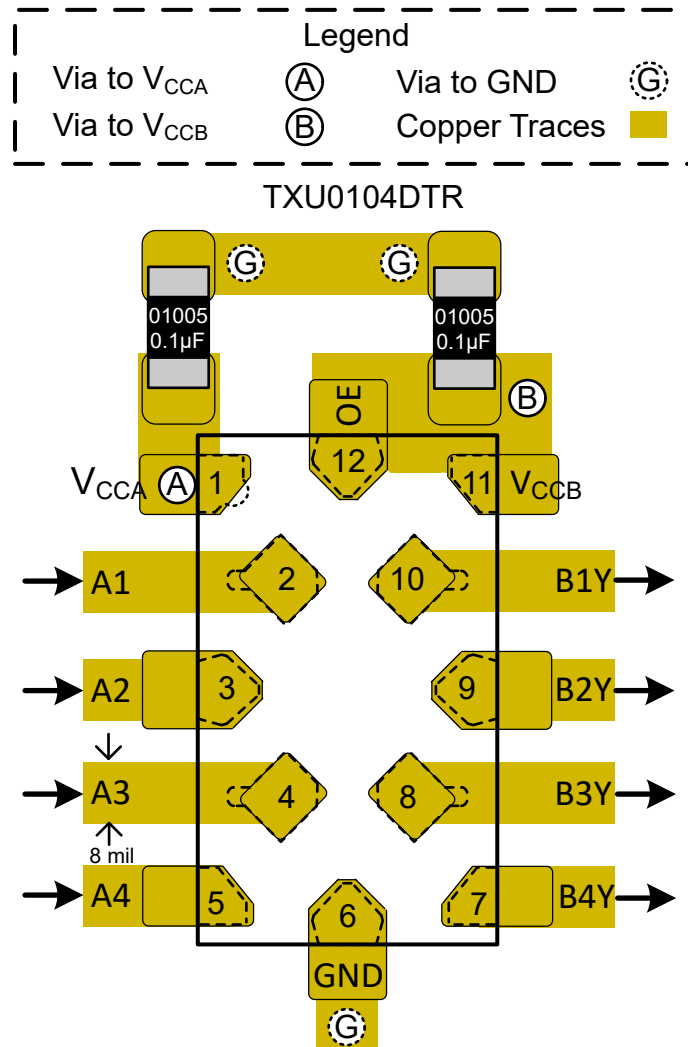 Legend
Via to VCCA A Via to GND G
Via to VCCB B Copper Traces
TXU0104DTR
G G
01005 01005
0.1µF 0.1µF
OE B
12
VCCA A 1 11 VCCB
A1 2 10 B1Y
A2 3 9 B2Y
A3 4 8 B3Y
8 mil
A4 5 7 B4Y
6
GND
G